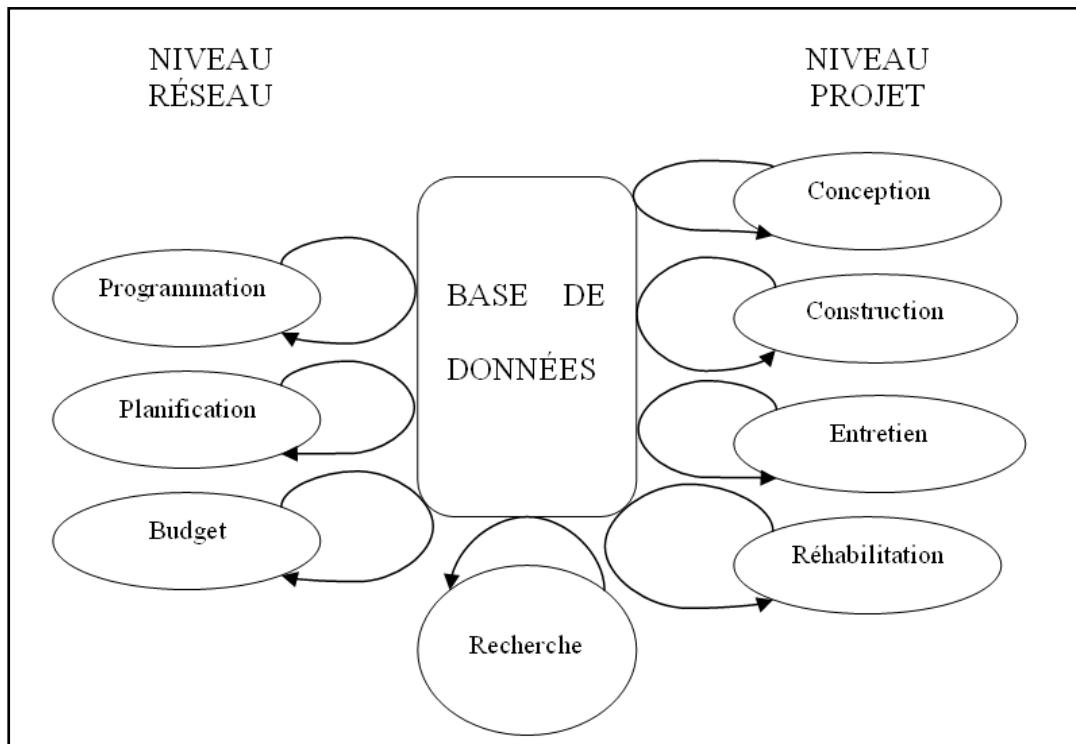 NIVEAU
RÉSEAU
NIVEAU
PROJET
Conception
Programmation
BASE DE
Construction
DONNÉES
Planification
Entretien
Budget
Réhabilitation
Recherche